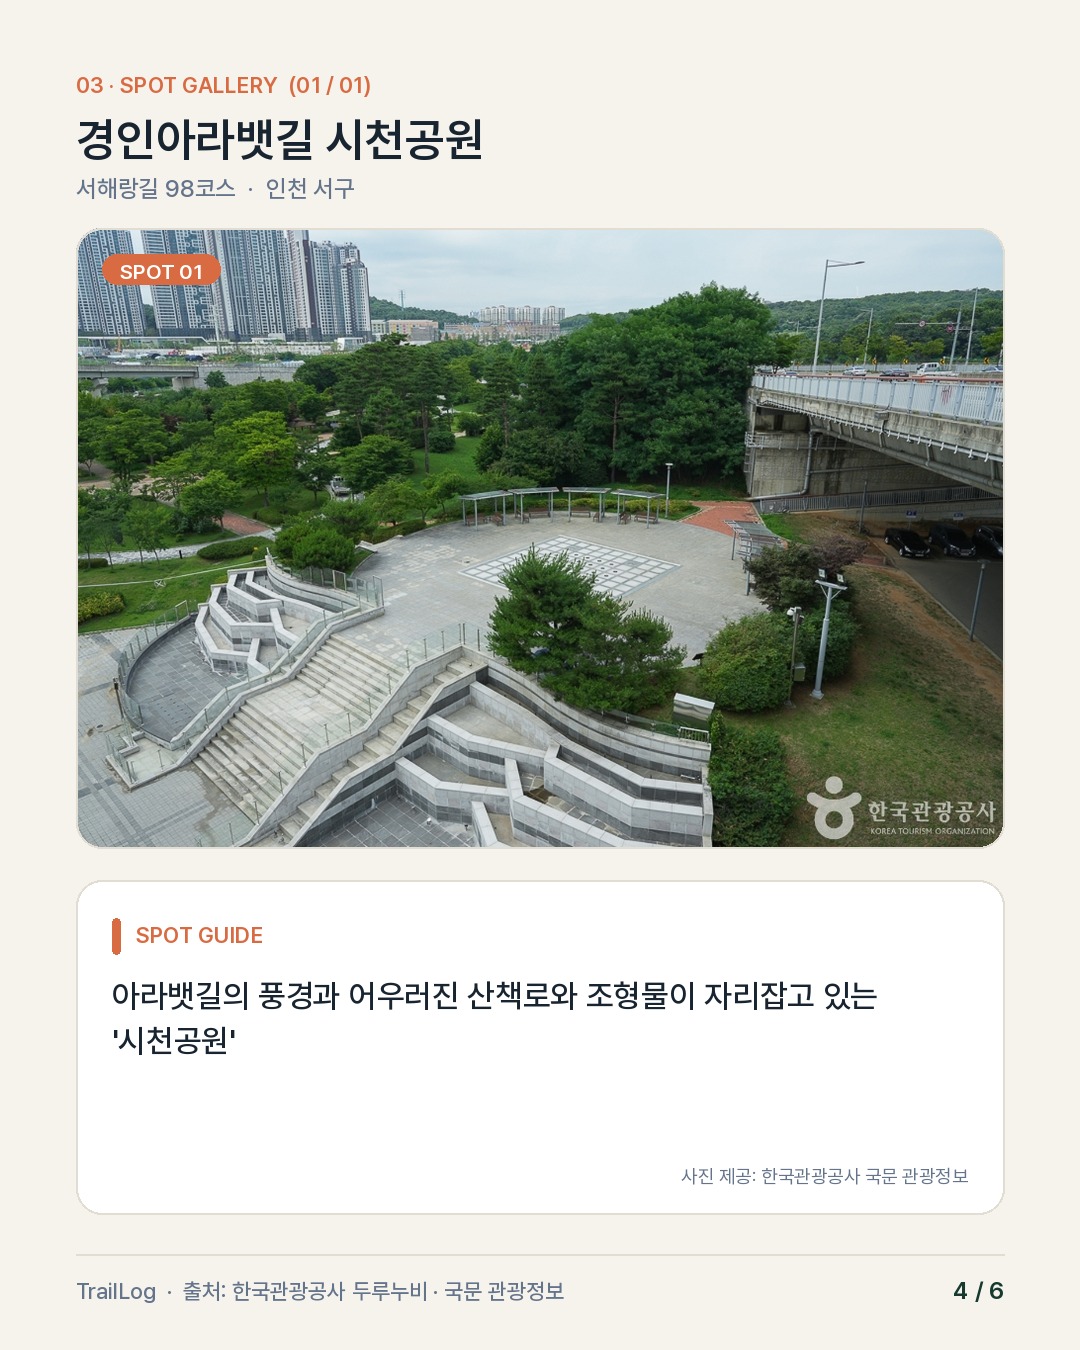 03 · SPOT GALLERY (01 / 01)
경인아라뱃길 시천공원
서해랑길 98코스 · 인천 서구
SPOT 01
한국관광공사
KOREA TOURISM ORGANIZATION
SPOT GUIDE
아라뱃길의 풍경과 어우러진 산책로와 조형물이 자리잡고 있는
'시천공원'
사진 제공: 한국관광공사 국문 관광정보
TrailLog · 출처: 한국관광공사 두루누비 · 국문 관광정보
4 / 6